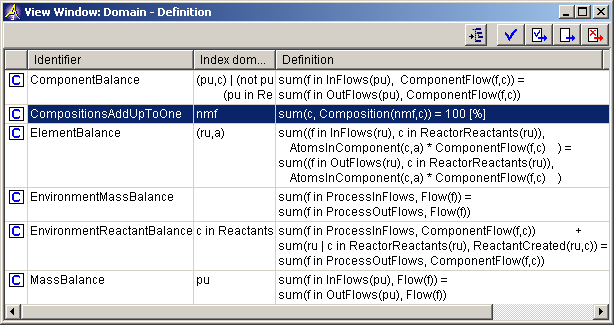 View Window: Domain - Definition
Identifier Index dom... Definition
C ComponentBalance (pu,c) | (not pu sum(f in InFlows(pu), ComponentFlow(f,c)) =
(pu in Re sum(f in OutFlows(pu), ComponentFlow(f,c))
C CompositionsAddUpToOne nmf sum(c, Composition(nmf,c)) = 100 [%]
C ElementBalance (ru,a) sum((f in InFlows(ru), c in ReactorReactants(ru)),
AtomsInComponent(c,a) * ComponentFlow(f,c) ) =
sum((f in OutFlows(ru), c in ReactorReactants(ru)),
AtomsInComponent(c,a) * ComponentFlow(f,c) )
C EnvironmentMassBalance sum(f in ProcessInFlows, Flow(f)) =
sum(f in ProcessOutFlows, Flow(f))
C EnvironmentReactantBalance c in Reactants sum(f in ProcessInFlows, ComponentFlow(f,c)) +
sum(ru | c in ReactorReactants(ru), ReactantCreated(ru,c)) =
sum(f in ProcessOutFlows, ComponentFlow(f,c))
C MassBalance pu sum(f in InFlows(pu), Flow(f)) =
sum(f in OutFlows(pu), Flow(f))